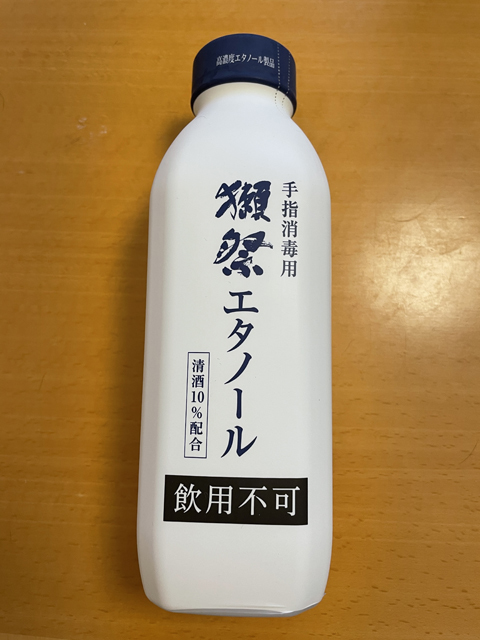 高濃度エタノール製品
手指消毒用
獺祭エタノール
清酒10%配合
飲用不可